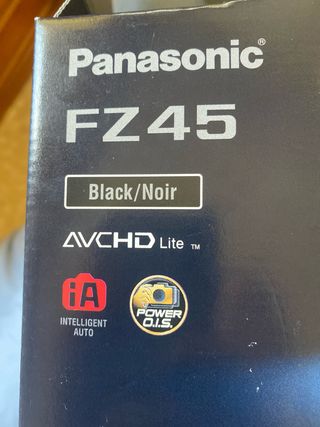 Panasonic®
FZ45
Black/Noir
AVCHD Lite ™
iA
INTELLIGENT
AUTO
POWER
O.I.S.